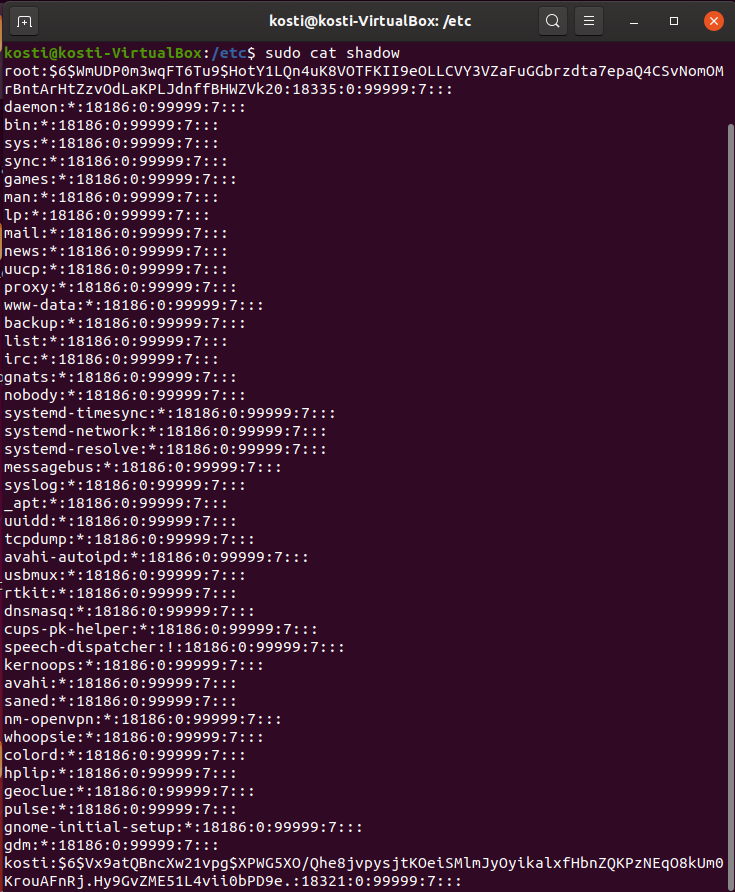 kosti@kosti-VirtualBox: /etc
kosti@kosti-VirtualBox:/etc$ sudo cat shadow
root:$6$WmUDP0m3wqFT6Tu9$HotY1LQn4uK8VOTFKII9eOLLCVY3VZaFuGGbrzdta7epaQ4CSvNomOM
rBntArHtZzvOdLaKPLJdnffBHWZVk20:18335:0:99999:7:::
daemon:*:18186:0:99999:7:::
bin:*:18186:0:99999:7:::
sys:*:18186:0:99999:7:::
sync:*:18186:0:99999:7:::
games:*:18186:0:99999:7:::
man:*:18186:0:99999:7:::
lp:*:18186:0:99999:7:::
mail:*:18186:0:99999:7:::
news:*:18186:0:99999:7:::
uucp:*:18186:0:99999:7:::
proxy:*:18186:0:99999:7:::
www-data:*:18186:0:99999:7:::
backup:*:18186:0:99999:7:::
list:*:18186:0:99999:7:::
irc:*:18186:0:99999:7:::
gnats:*:18186:0:99999:7:::
nobody:*:18186:0:99999:7:::
systemd-timesync:*:18186:0:99999:7:::
systemd-network:*:18186:0:99999:7:::
systemd-resolve:*:18186:0:99999:7:::
messagebus:*:18186:0:99999:7:::
syslog:*:18186:0:99999:7:::
_apt:*:18186:0:99999:7:::
uuidd:*:18186:0:99999:7:::
tcpdump:*:18186:0:99999:7:::
avahi-autoipd:*:18186:0:99999:7:::
usbmux:*:18186:0:99999:7:::
rtkit:*:18186:0:99999:7:::
dnsmasq:*:18186:0:99999:7:::
cups-pk-helper:*:18186:0:99999:7:::
speech-dispatcher:!:18186:0:99999:7:::
kernoops:*:18186:0:99999:7:::
avahi:*:18186:0:99999:7:::
saned:*:18186:0:99999:7:::
nm-openvpn:*:18186:0:99999:7:::
whoopsie:*:18186:0:99999:7:::
colord:*:18186:0:99999:7:::
hplip:*:18186:0:99999:7:::
geoclue:*:18186:0:99999:7:::
pulse:*:18186:0:99999:7:::
gnome-initial-setup:*:18186:0:99999:7:::
gdm:*:18186:0:99999:7:::
kosti:$6$Vx9atQBncXw21vpg$XPWG5XO/Qhe8jvpysjtKOeiSMlmJyOyikalxfHbnZQKPzNEqO8kUm0
KrouAFnRj.Hy9GvZME51L4vii0bPD9e.:18321:0:99999:7:::